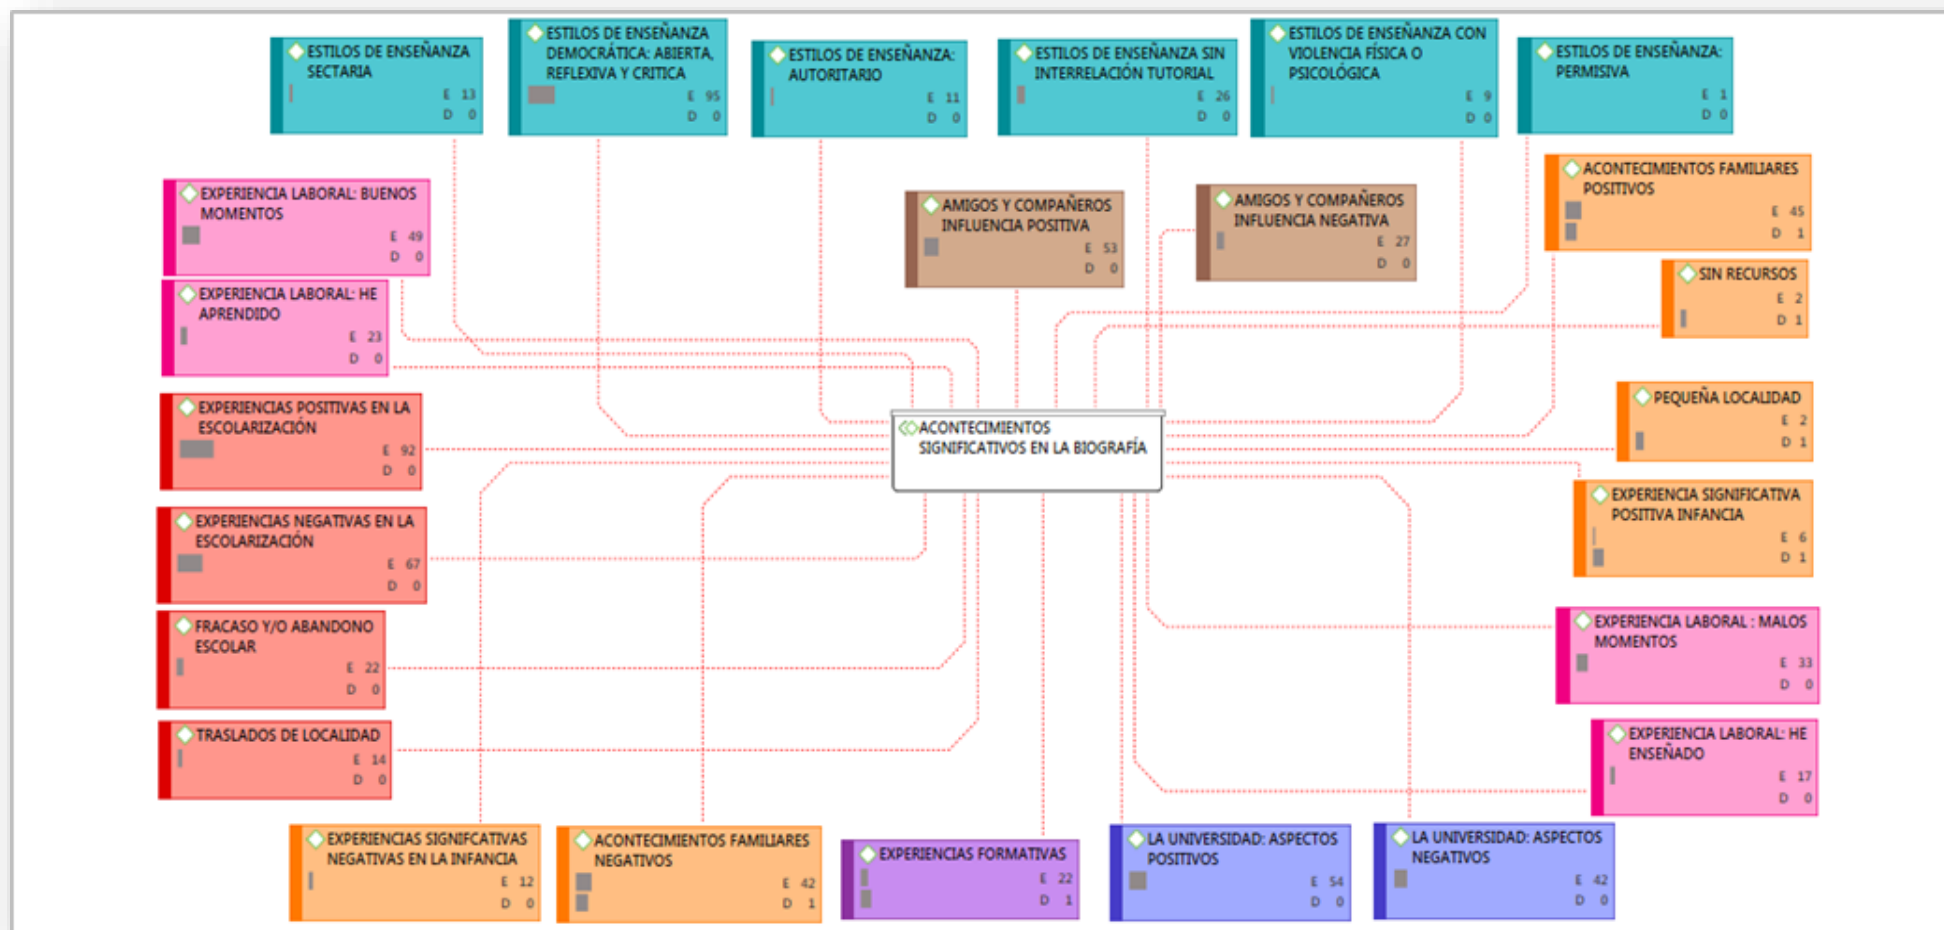 ESTILOS DE ENSEÑANZA
SECTARIA
E 13
D 0
ESTILOS DE ENSEÑANZA
DEMOCRÁTICA: ABIERTA,
REFLEXIVA Y CRITICA
E 95
D 0
ESTILOS DE ENSEÑANZA:
AUTORITARIO
E 11
D 0
ESTILOS DE ENSEÑANZA SIN
INTERRELACIÓN TUTORIAL
E 26
D 0
ESTILOS DE ENSEÑANZA CON
VIOLENCIA FÍSICA O
PSICOLÓGICA
E 9
D 0
ESTILOS DE ENSEÑANZA:
PERMISIVA
E 1
D 0
EXPERIENCIA LABORAL: BUENOS
MOMENTOS
E 49
D 0
AMIGOS Y COMPAÑEROS
INFLUENCIA POSITIVA
E 53
D 0
AMIGOS Y COMPAÑEROS
INFLUENCIA NEGATIVA
E 27
D 0
ACONTECIMIENTOS FAMILIARES
POSITIVOS
E 45
D 1
EXPERIENCIA LABORAL: HE
APRENDIDO
E 23
D 0
SIN RECURSOS
E 2
D 1
EXPERIENCIAS POSITIVAS EN LA
ESCOLARIZACIÓN
E 92
D 0
ACONTECIMIENTOS
SIGNIFICATIVOS EN LA BIOGRAFÍA
PEQUEÑA LOCALIDAD
E 2
D 1
EXPERIENCIAS NEGATIVAS EN LA
ESCOLARIZACIÓN
E 67
D 0
EXPERIENCIA SIGNIFICATIVA
POSITIVA INFANCIA
E 6
D 1
FRACASO Y/O ABANDONO
ESCOLAR
E 22
D 0
EXPERIENCIA LABORAL : MALOS
MOMENTOS
E 33
D 0
TRASLADOS DE LOCALIDAD
E 14
D 0
EXPERIENCIA LABORAL: HE
ENSEÑADO
E 17
D 0
EXPERIENCIAS SIGNIFCATIVAS
NEGATIVAS EN LA INFANCIA
E 12
D 0
ACONTECIMIENTOS FAMILIARES
NEGATIVOS
E 42
D 1
EXPERIENCIAS FORMATIVAS
E 22
D 1
LA UNIVERSIDAD: ASPECTOS
POSITIVOS
E 54
D 0
LA UNIVERSIDAD: ASPECTOS
NEGATIVOS
E 42
D 0